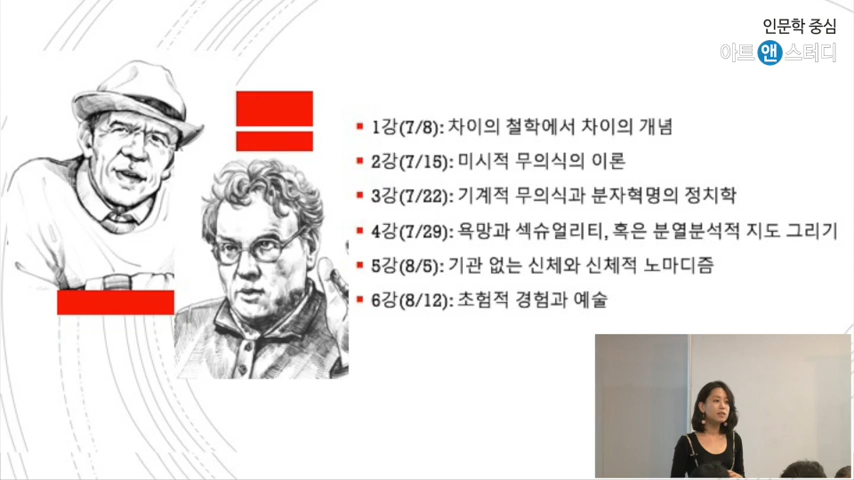 인문학 중심
아트앤스터디
1강(7/8): 차이의 철학에서 차이의 개념
2강(7/15): 미시적 무의식의 이론
3강(7/22): 기계적 무의식과 분자혁명의 정치학
4강(7/29): 욕망과 섹슈얼리티, 혹은 분열분석적 지도 그리기
5강(8/5): 기관 없는 신체와 신체적 노마디즘
6강(8/12): 초험적 경험과 예술